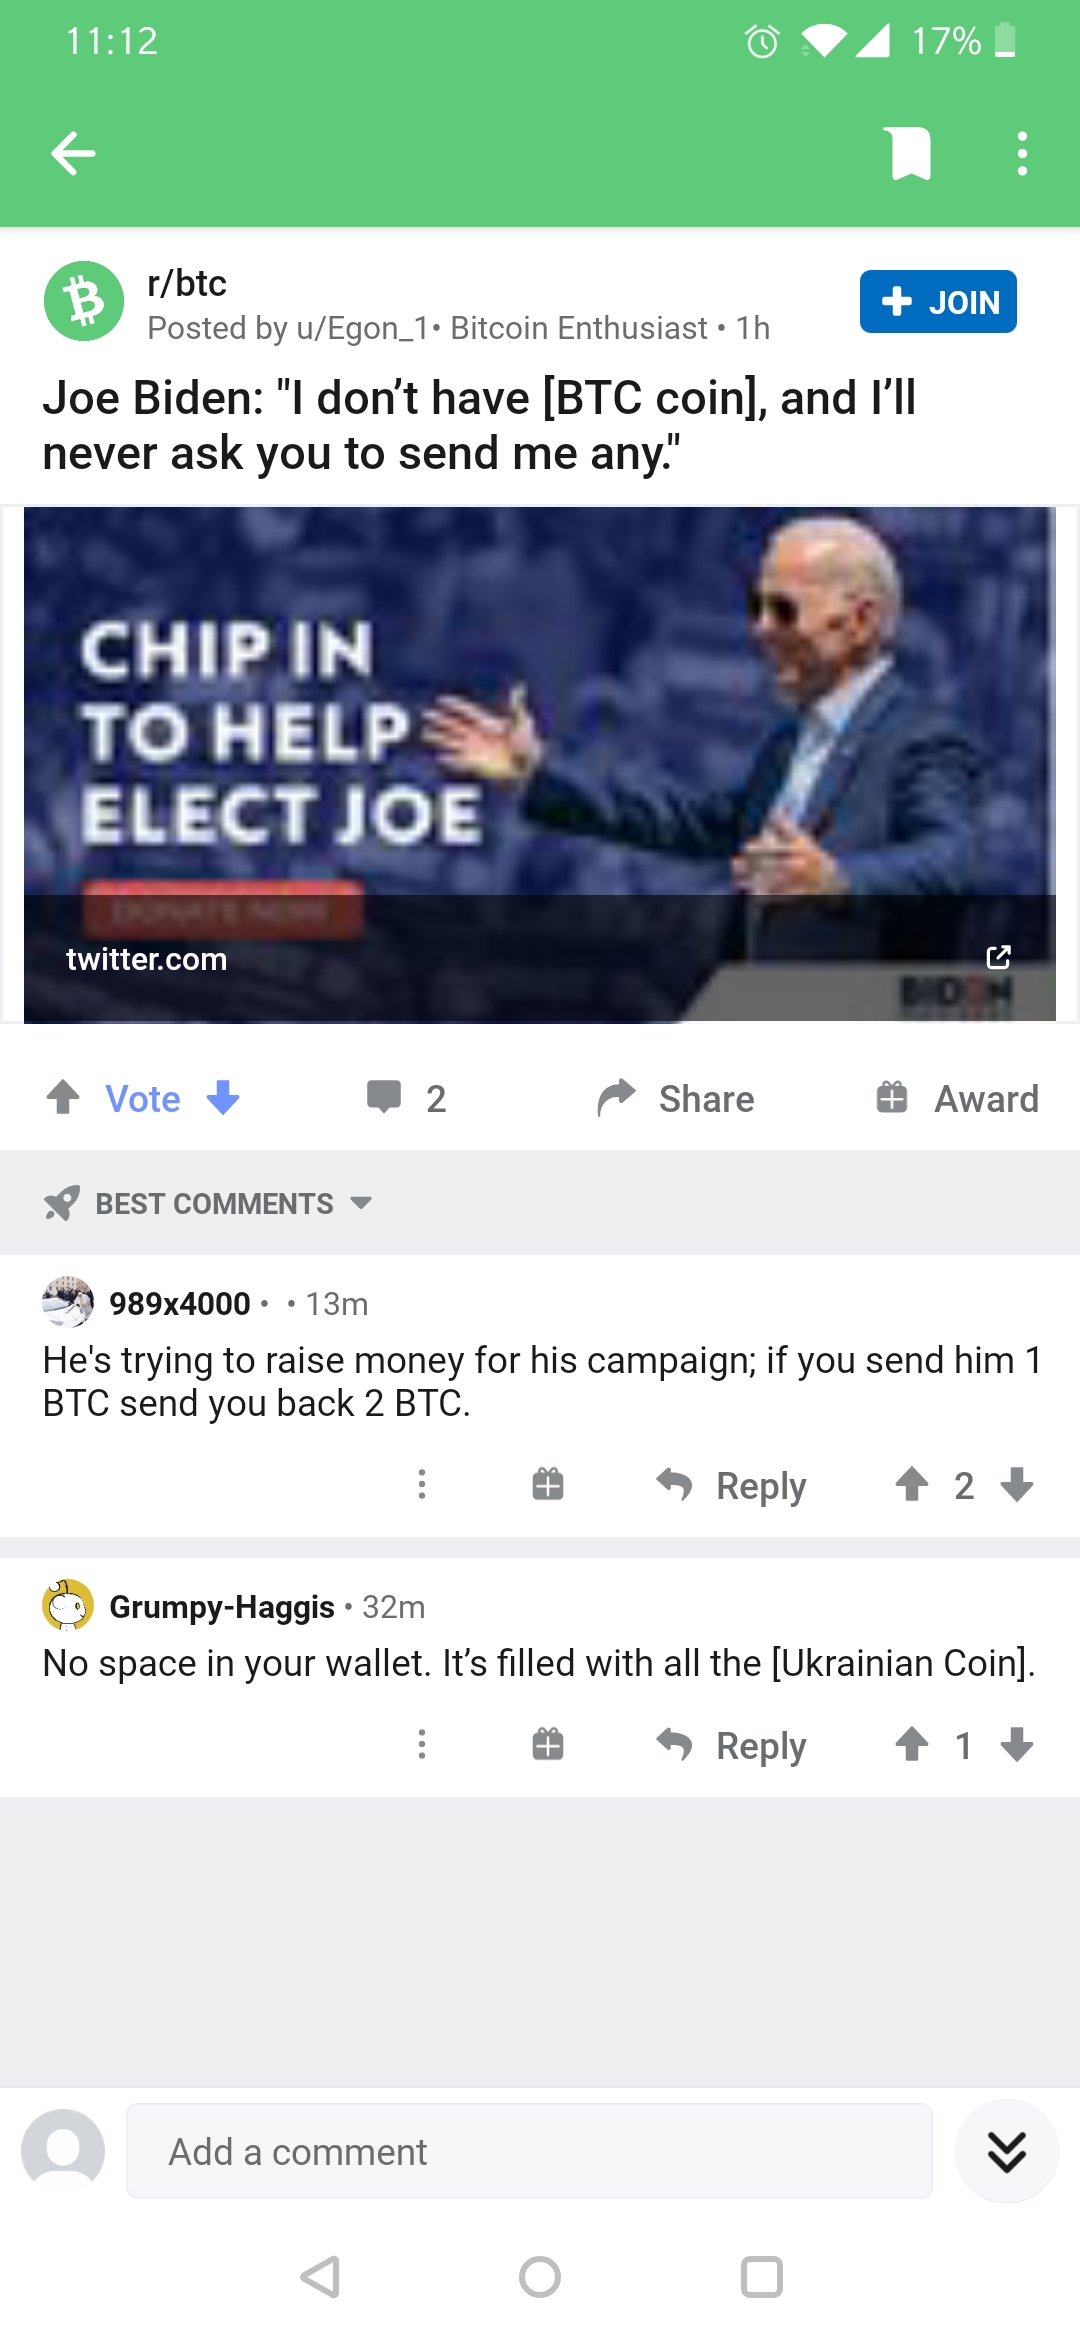 11:12
17%
r/btc
Posted by u/Egon_1• Bitcoin Enthusiast • 1h
+ JOIN
Joe Biden: "I don’t have [BTC coin], and I’ll
never ask you to send me any."
CHIP IN
TO HELP
ELECT JOE
DONATE NOW
twitter.com
BIDEN
Vote
2
Share
Award
BEST COMMENTS
989x4000 • • 13m
He's trying to raise money for his campaign; if you send him 1
BTC send you back 2 BTC.
Reply
2
Grumpy-Haggis • 32m
No space in your wallet. It’s filled with all the [Ukrainian Coin].
Reply
1
Add a comment